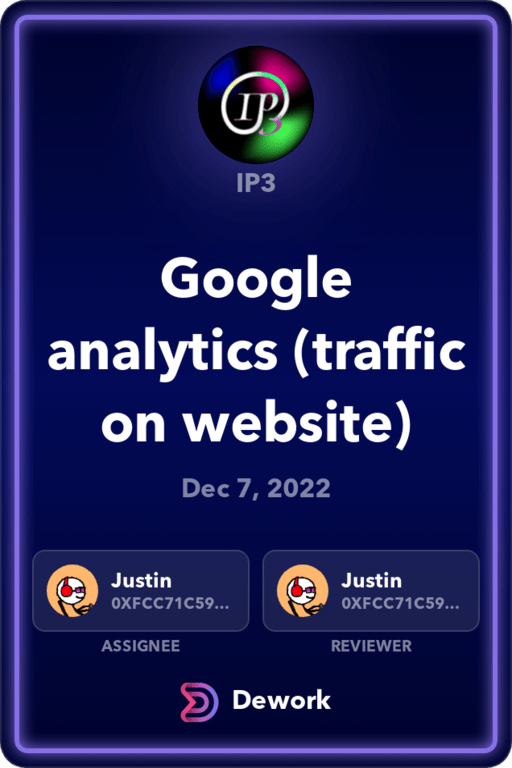 IP3
IP3
Google
analytics (traffic
on website)
Dec 7, 2022
Justin
0XFCC71C59...
ASSIGNEE
Justin
0XFCC71C59...
REVIEWER
Dework